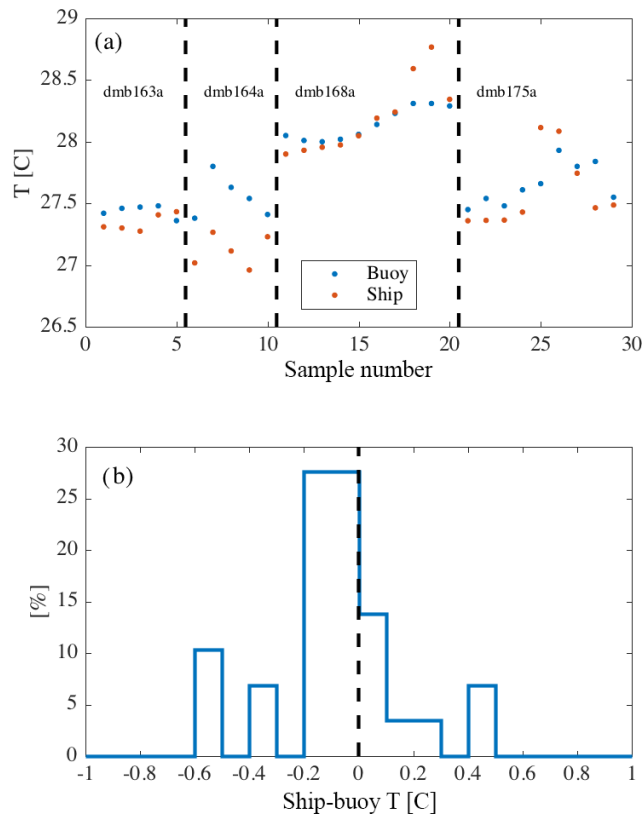 29
28.5
28
27.5
27
26.5
T [C]
(a)
dmb163a
dmb164a
dmb168a
dmb175a
Buoy
Ship
0
5
10
15
20
25
30
Sample number
30
25
20
15
10
5
0
[%]
(b)
-1
-0.8
-0.6
-0.4
-0.2
0
0.2
0.4
0.6
0.8
1
Ship-buoy T [C]